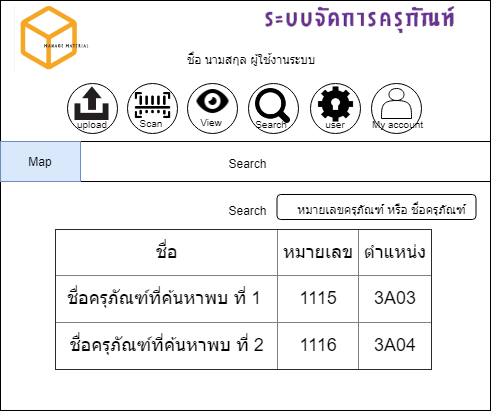 ระบบจัดการครุภัณฑ์
MANAGE MATERIAL
ชื่อ นามสกุล ผู้ใช้งานระบบ
upload Scan View Search user My account
Map Search
Search หมายเลขครุภัณฑ์ หรือ ชื่อครุภัณฑ์
ชื่อ หมายเลข ตำแหน่ง
ชื่อครุภัณฑ์ที่ค้นหาพบ ที่ 1 1115 3A03
ชื่อครุภัณฑ์ที่ค้นหาพบ ที่ 2 1116 3A04